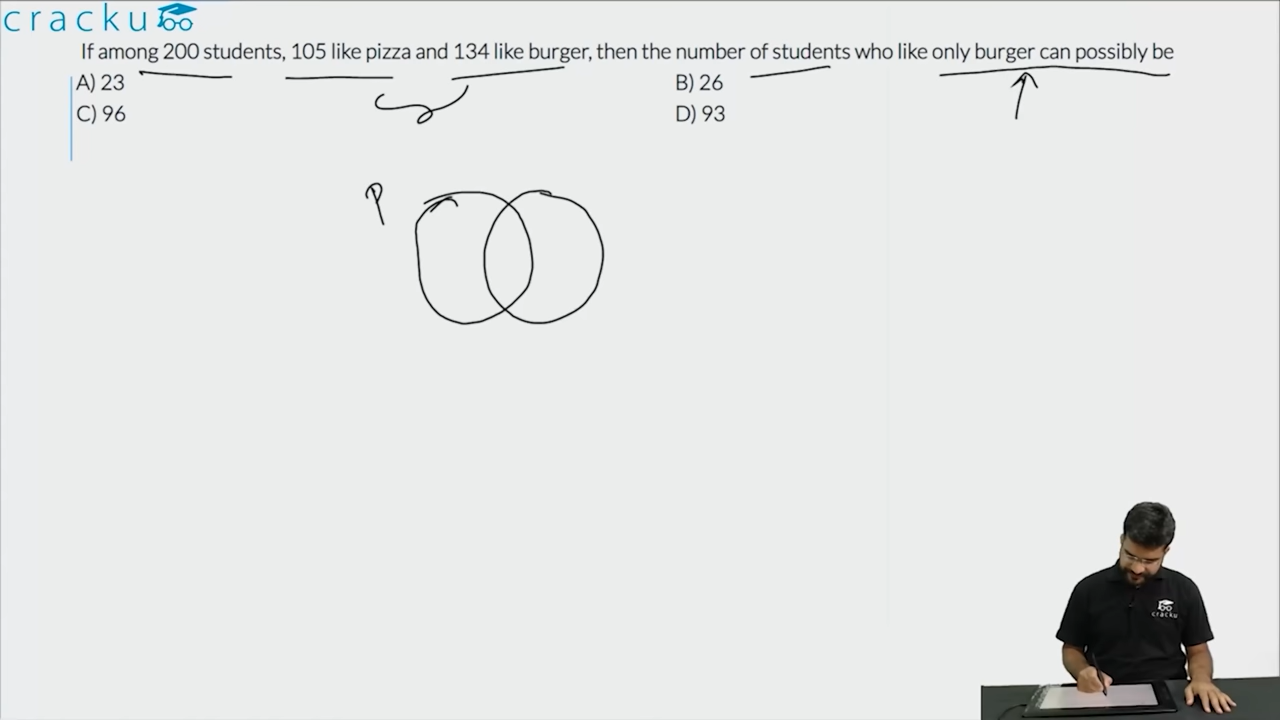 cracku
If among 200 students, 105 like pizza and 134 like burger, then the number of students who like only burger can possibly be
A) 23
B) 26
C) 96
D) 93
P
cracku